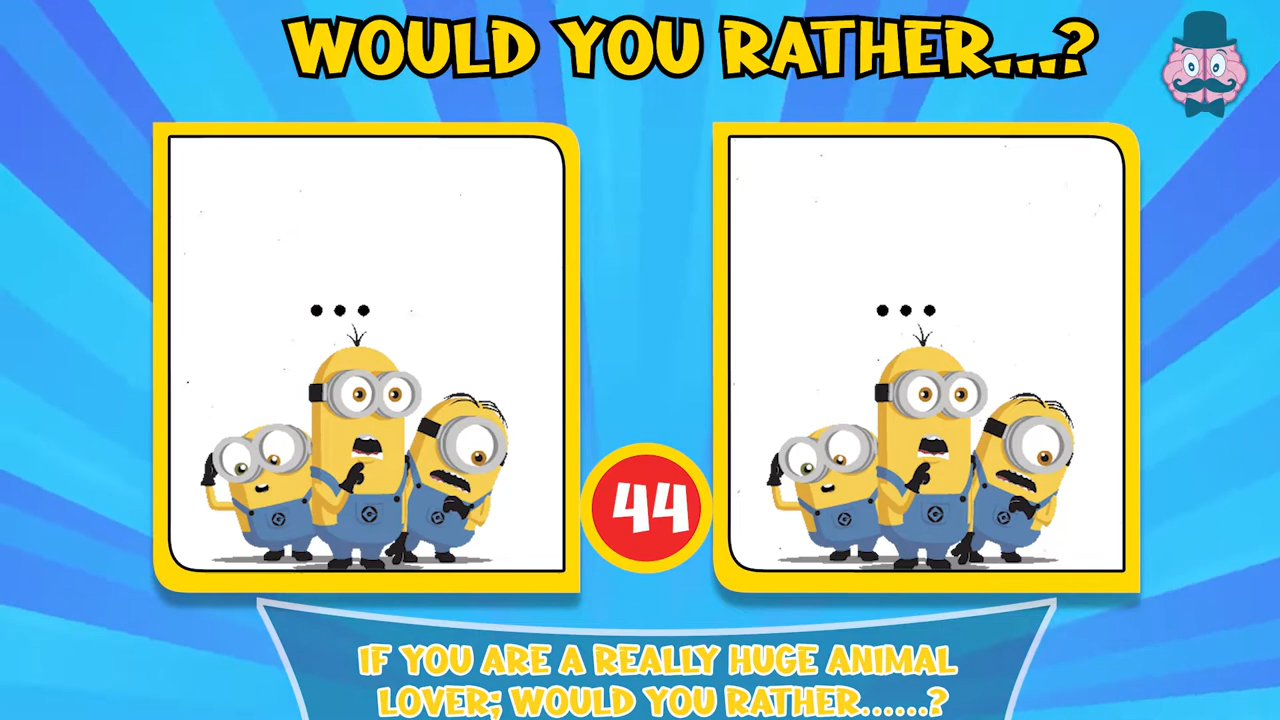 WOULD YOU RATHER...?
...
...
44
IF YOU ARE A REALLY HUGE ANIMAL
LOVER; WOULD YOU RATHER......?